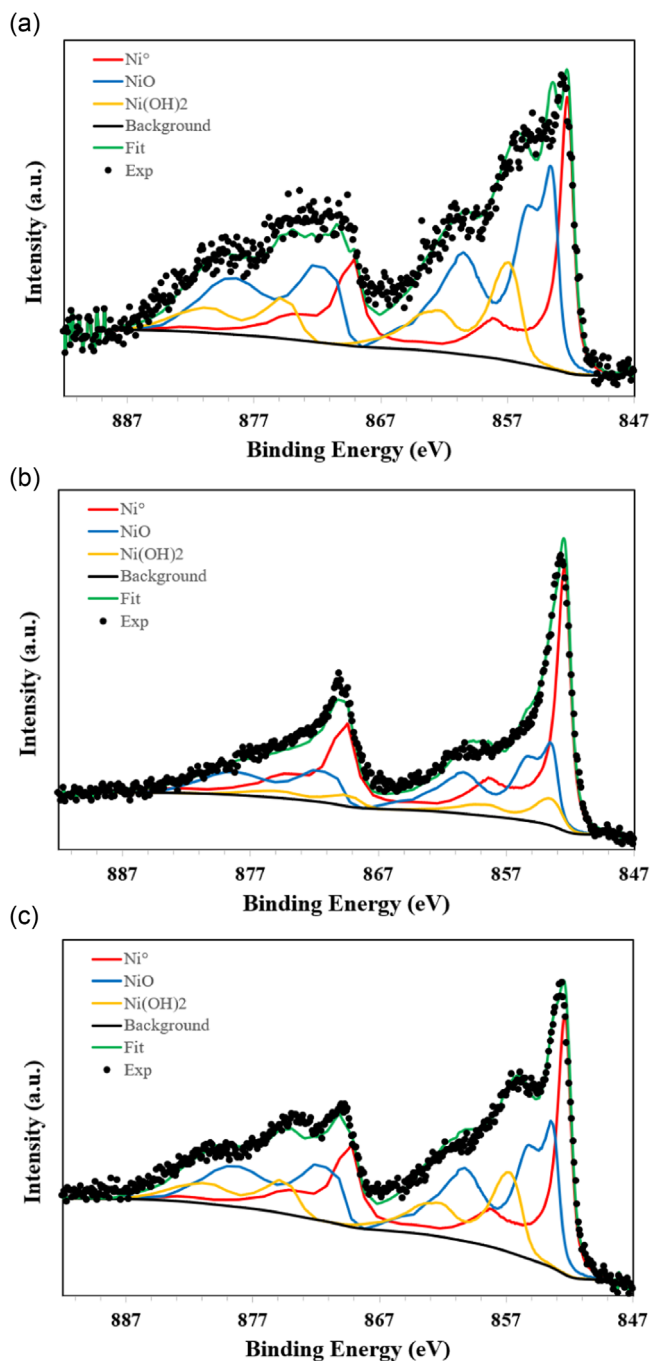 (a)
Ni°
NiO
Ni(OH)2
Background
Fit
Exp
Intensity (a.u.)
887 877 867 857 847
Binding Energy (eV)
(b)
Ni°
NiO
Ni(OH)2
Background
Fit
Exp
Intensity (a.u.)
887 877 867 857 847
Binding Energy (eV)
(c)
Ni°
NiO
Ni(OH)2
Background
Fit
Exp
Intensity (a.u.)
887 877 867 857 847
Binding Energy (eV)